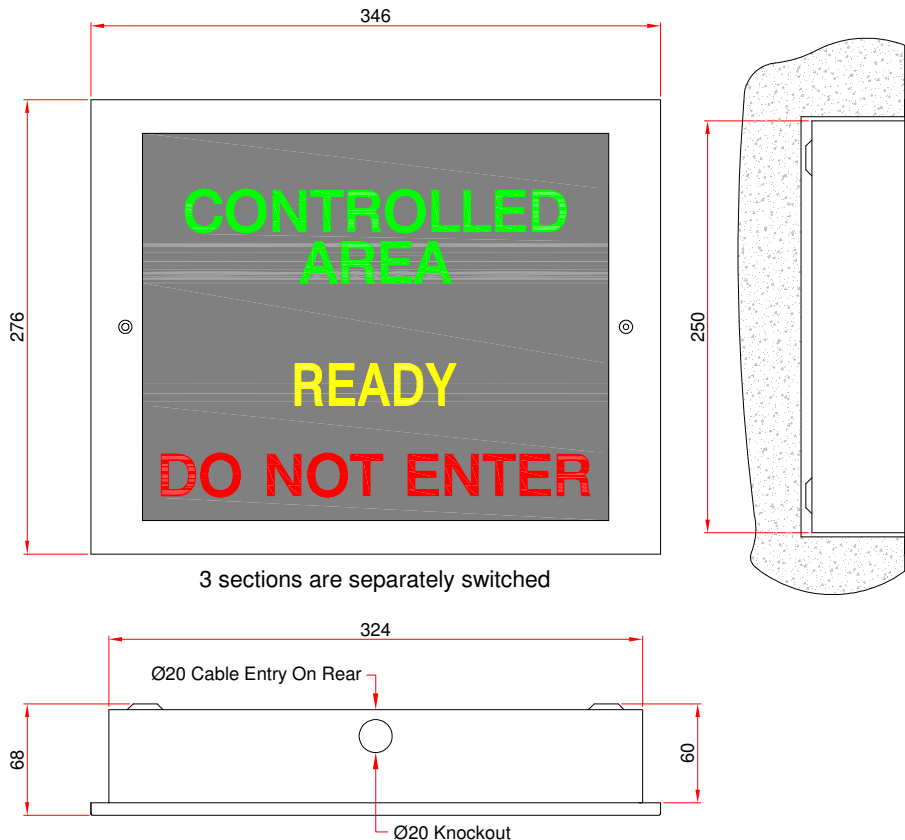 346
CONTROLLED
AREA
276
250
READY
DO NOT ENTER
3 sections are separately switched
324
Ø20 Cable Entry On Rear
68
60
Ø20 Knockout